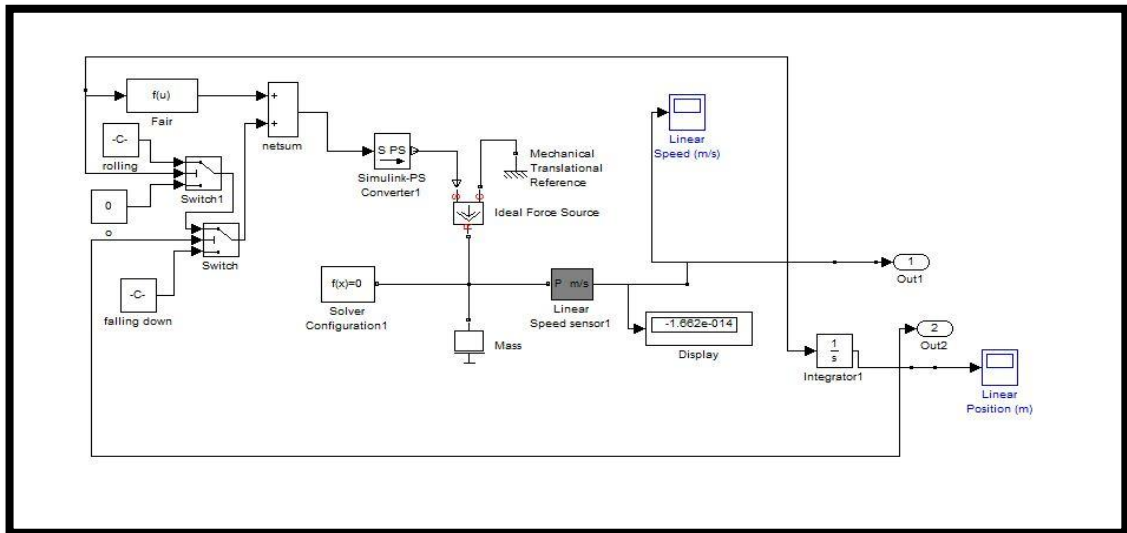 f(u)
Fair
-C-
rolling
0
o
Switch1
Switch
-C-
falling down
+
+
netsum
S PS
Simulink-PS
Converter1
Mechanical
Translational
Reference
S
C
R
Ideal Force Source
f(x)=0
Solver
Configuration1
Mass
P m/s
Linear
Speed sensor1
-1.662e-014
Display
Linear
Speed (m/s)
1
Out1
2
Out2
1
s
Integrator1
Linear
Position (m)